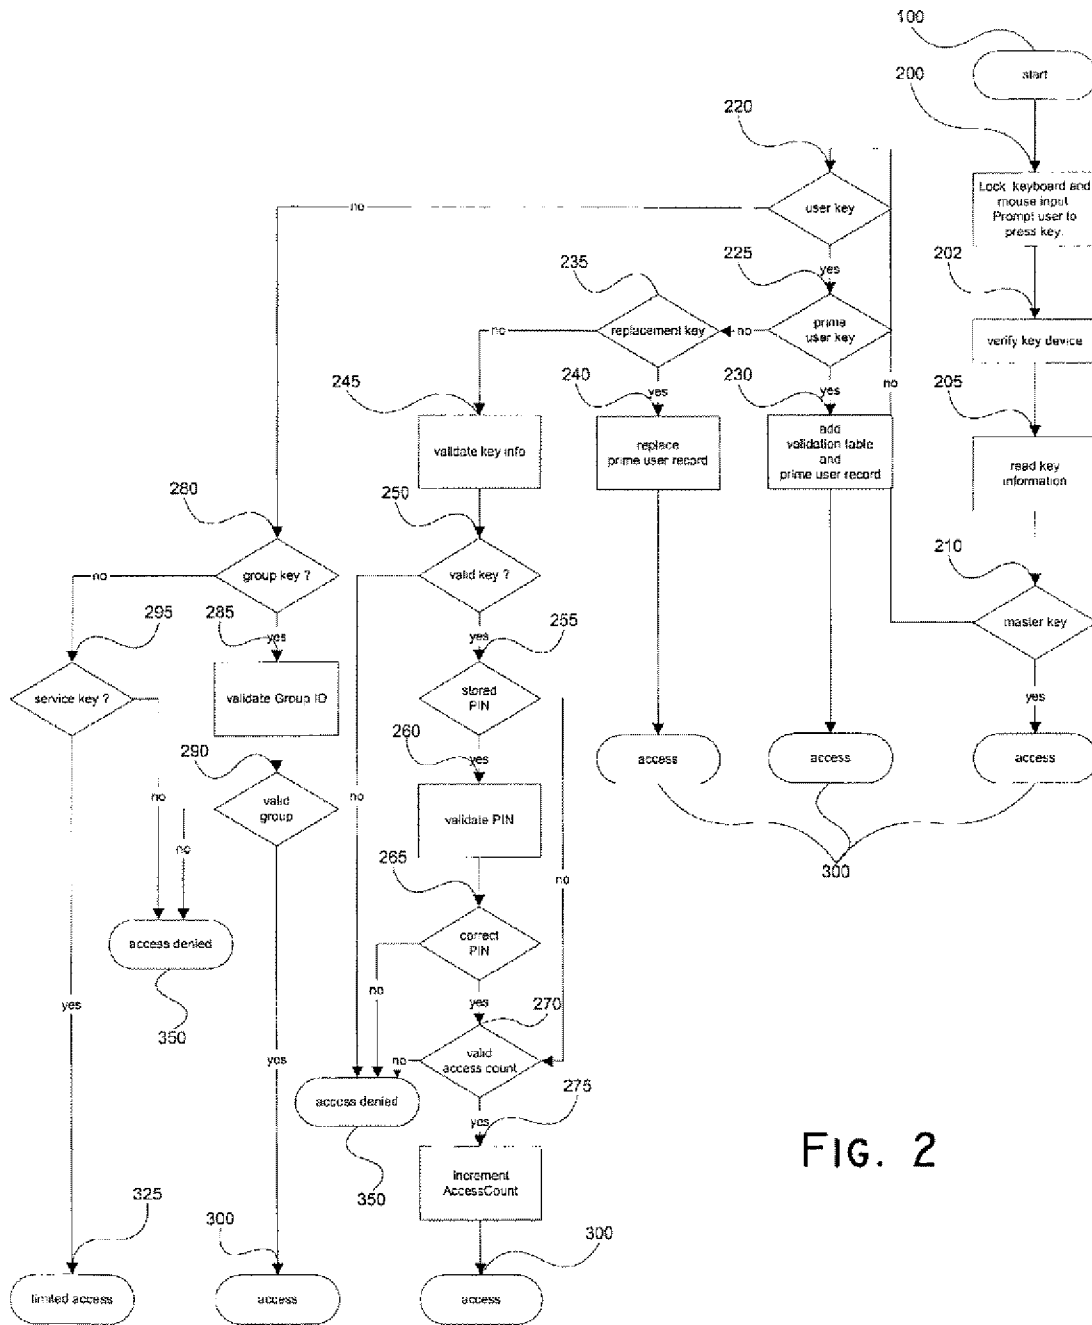 100
start
200
220
Lock keyboard and
mouse input
Prompt user to
press key.
no
user key
202
235
225
yes
replacement key
no
prime
user key
verify key device
no
no
245
240
yes
230
yes
205
validate key info
replace
prime user record
add
validation table
and
prime user record
read key
information
280
250
210
group key ?
valid key ?
master key
no
295
285
yes
yes
255
service key ?
validate Group ID
stored
PIN
yes
290
260
yes
access
access
access
no
valid
group
no
validate PIN
no
265
no
300
access denied
correct
PIN
350
yes
no
yes
270
yes
no
valid
access count
275
access denied
yes
350
Increment
AccessCount
FIG. 2
325
300
300
limited access
access
access